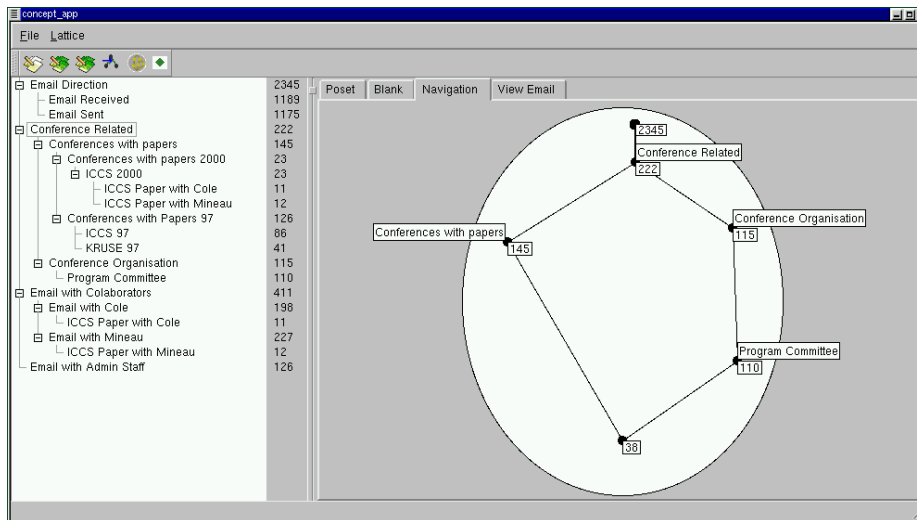 concept_app
File Lattice
Email Direction 2345
Email Received 1189
Email Sent 1175
Conference Related 222
Conferences with papers 145
Conferences with papers 2000 23
ICCS 2000 23
ICCS Paper with Cole 11
ICCS Paper with Mineau 12
Conferences with Papers 97 126
ICCS 97 86
KRUSE 97 41
Conference Organisation 115
Program Committee 110
Email with Colaborators 411
Email with Cole 198
ICCS Paper with Cole 11
Email with Mineau 227
ICCS Paper with Mineau 12
Email with Admin Staff 126
Poset Blank Navigation View Email
2345
Conference Related
222
Conference Organisation
115
Conferences with papers
145
Program Committee
110
38